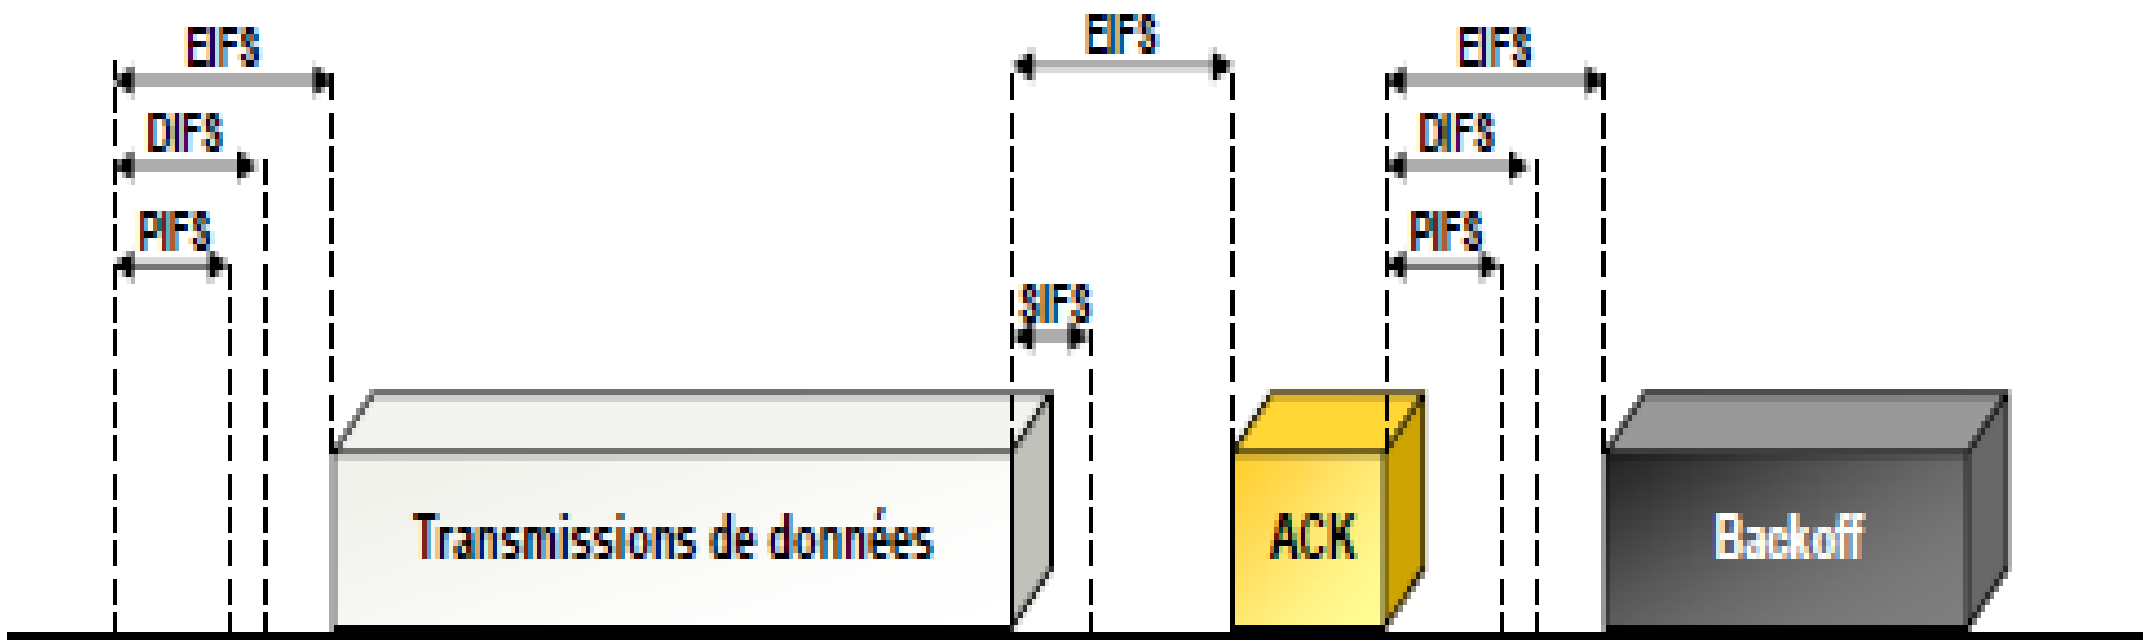 EIFS
DIFS
PIFS
EIFS
SIFS
EIFS
DIFS
PIFS
Transmissions de données
ACK
Backoff